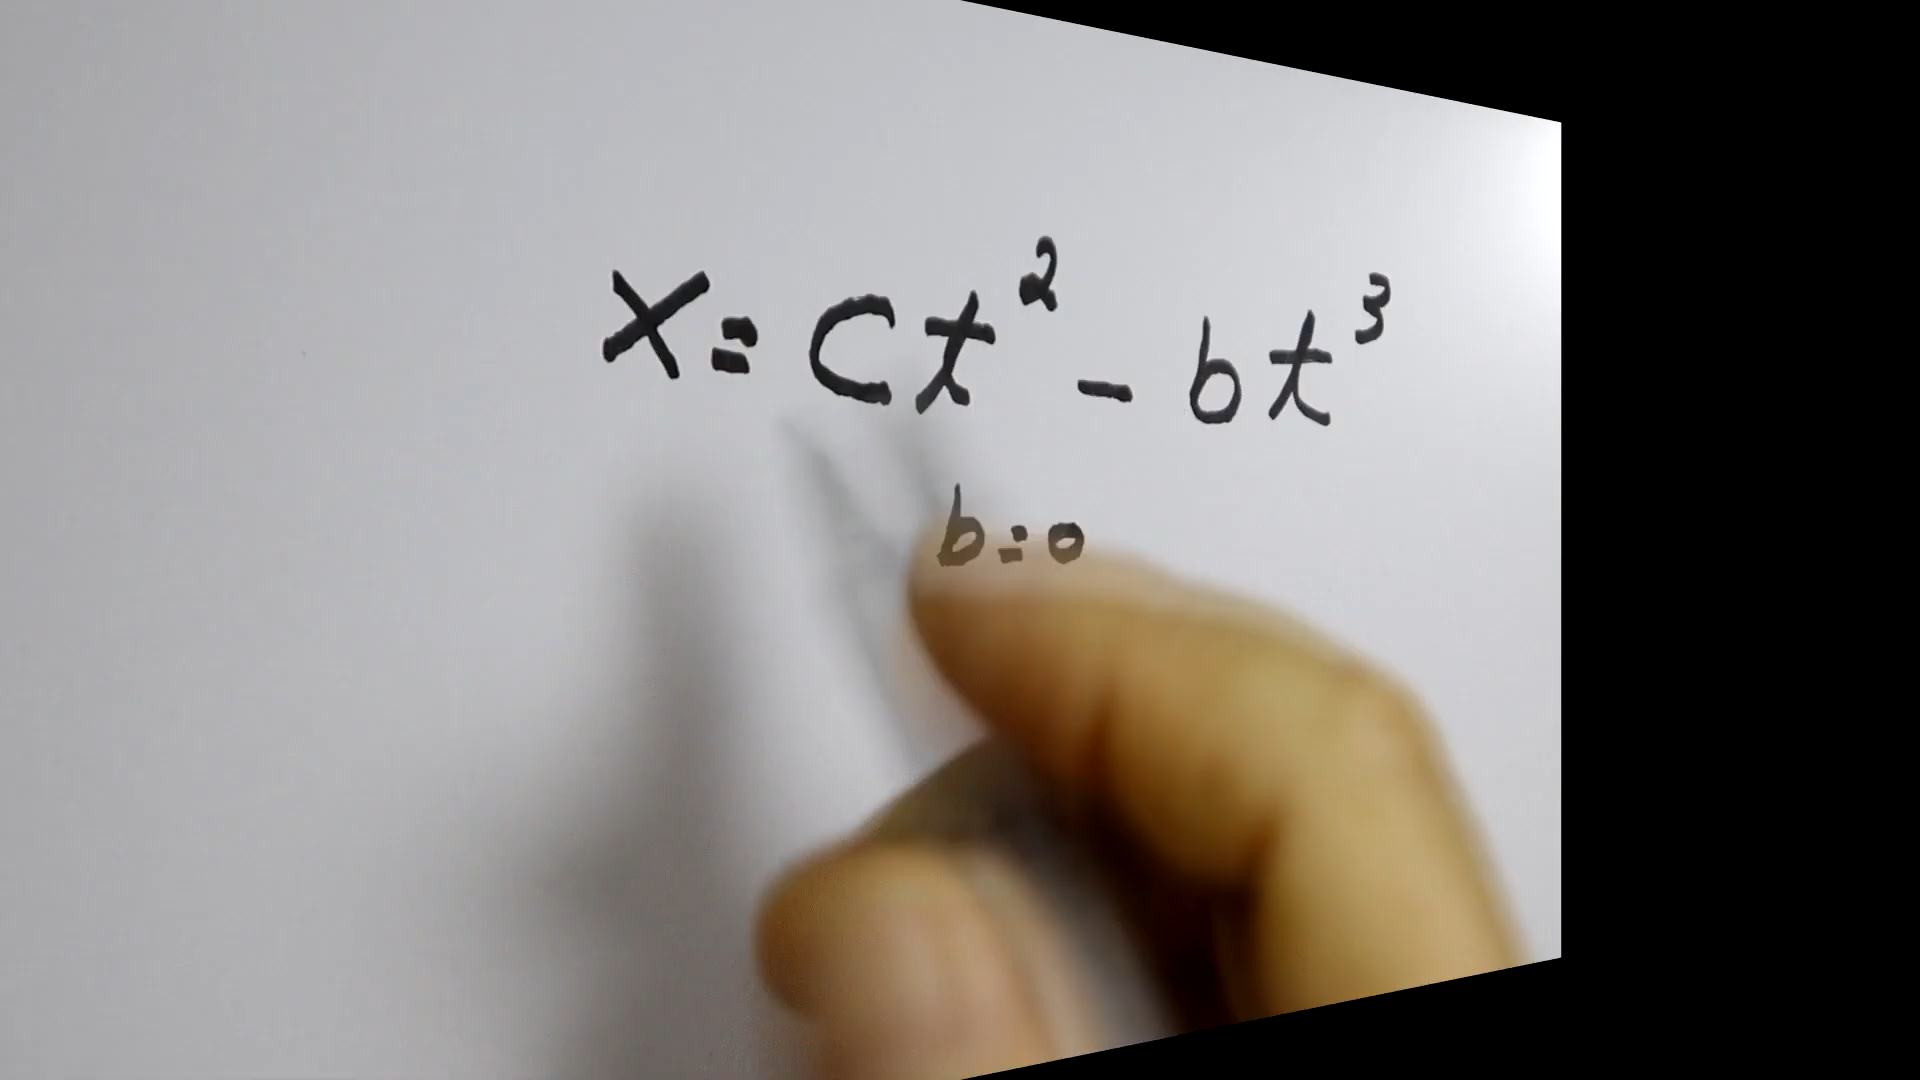 x = ct² - bt³
b = 0